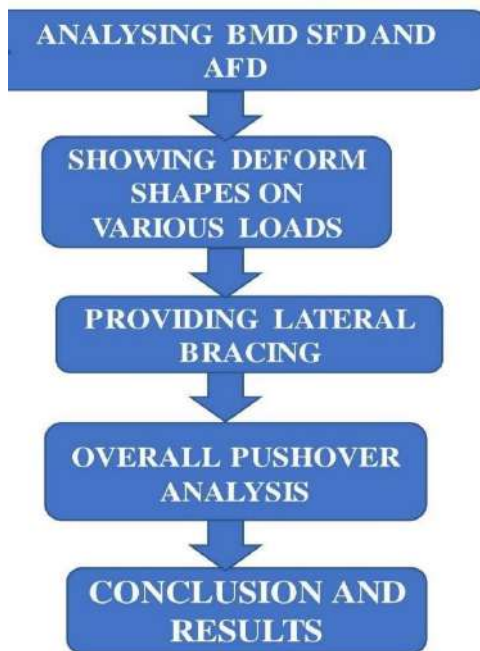 ANALYSING BMD SFD AND
AFD
SHOWING DEFORM
SHAPES ON
VARIOUS LOADS
PROVIDING LATERAL
BRACING
OVERALL PUSHOVER
ANALYSIS
CONCLUSION AND
RESULTS